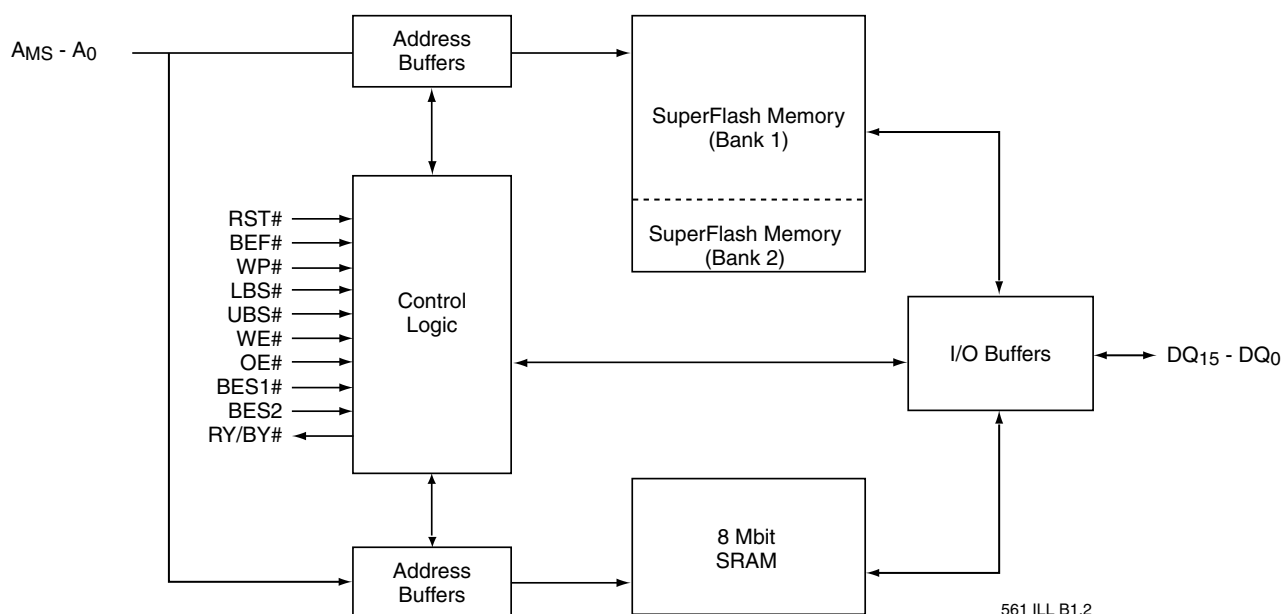 AMS - A0
Address
Buffers
SuperFlash Memory
(Bank 1)
SuperFlash Memory
(Bank 2)
RST#
BEF#
WP#
LBS#
UBS#
WE#
OE#
BES1#
BES2
RY/BY#
Control
Logic
I/O Buffers
DQ15 - DQ0
Address
Buffers
8 Mbit
SRAM
561 ILL B1.2